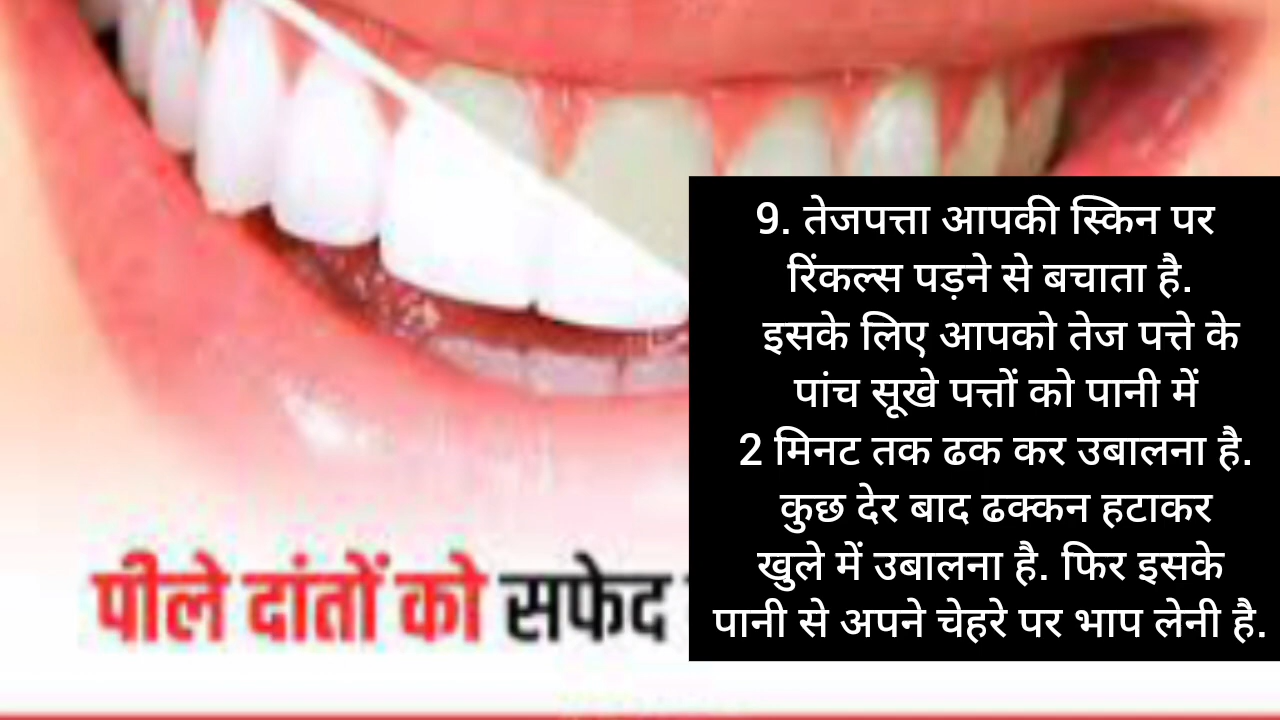 9. तेजपत्ता आपकी स्किन पर
रिंकल्स पड़ने से बचाता है.
इसके लिए आपको तेज पत्ते के
पांच सूखे पत्तों को पानी में
2 मिनट तक ढक कर उबालना है.
कुछ देर बाद ढक्कन हटाकर
खुले में उबालना है. फिर इसके
पानी से अपने चेहरे पर भाप लेनी है.
पीले दांतों को सफेद